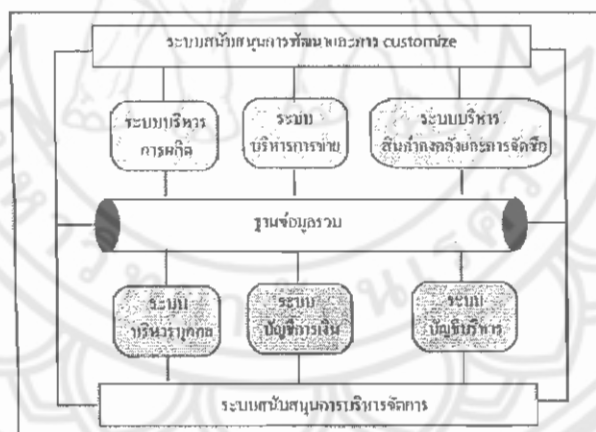 ระบบสนับสนุนการพัฒนาและการ customize
ระบบบริหาร
การผลิต
ระบบ
บริหารการขาย
ระบบบริหาร
สินค้าคงคลังและการจัดซื้อ
ฐานข้อมูลรวม
ระบบ
บริหารบุคคล
ระบบ
บัญชีการเงิน
ระบบ
บัญชีบริหาร
ระบบสนับสนุนการบริหารจัดการ